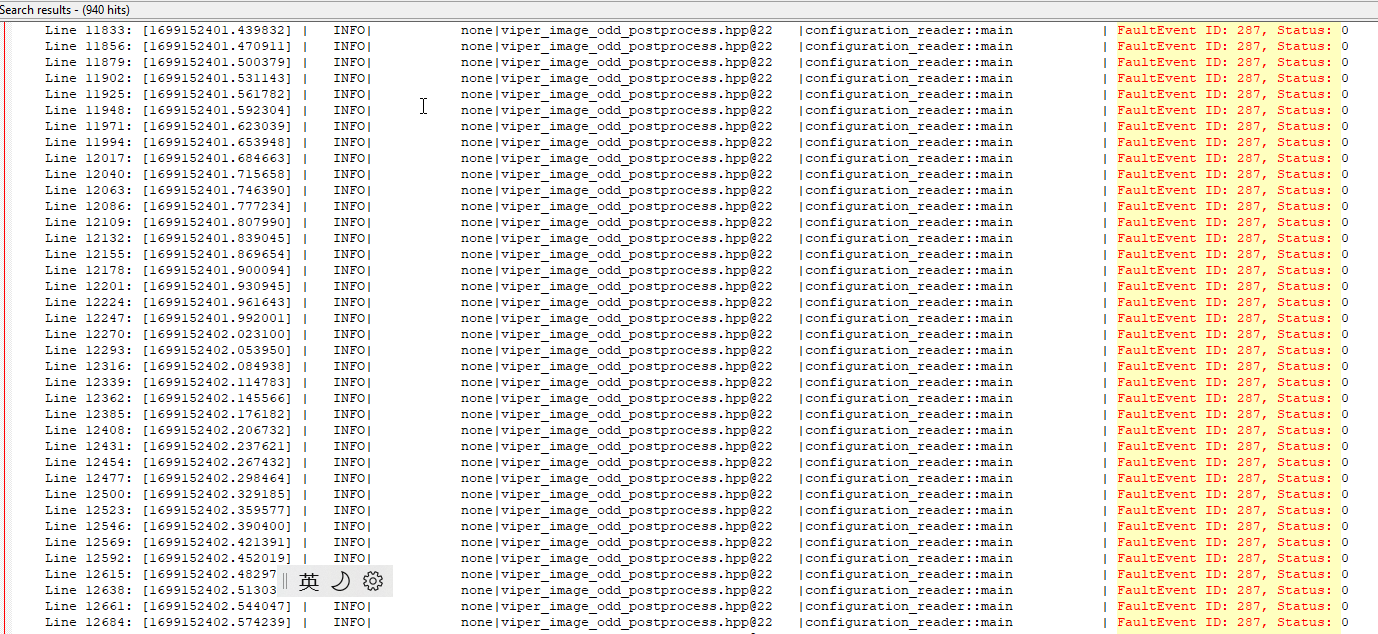 Search results - (940 hits)
Line 11833: [1699152401.439832] | INFO| none|viper_image_odd_postprocess.hpp@22 |configuration_reader::main | FaultEvent ID: 287, Status: 0
Line 11856: [1699152401.470911] | INFO| none|viper_image_odd_postprocess.hpp@22 |configuration_reader::main | FaultEvent ID: 287, Status: 0
Line 11879: [1699152401.500379] | INFO| none|viper_image_odd_postprocess.hpp@22 |configuration_reader::main | FaultEvent ID: 287, Status: 0
Line 11902: [1699152401.531143] | INFO| none|viper_image_odd_postprocess.hpp@22 |configuration_reader::main | FaultEvent ID: 287, Status: 0
Line 11925: [1699152401.561782] | INFO| none|viper_image_odd_postprocess.hpp@22 |configuration_reader::main | FaultEvent ID: 287, Status: 0
Line 11948: [1699152401.592304] | INFO| none|viper_image_odd_postprocess.hpp@22 |configuration_reader::main | FaultEvent ID: 287, Status: 0
Line 11971: [1699152401.623039] | INFO| none|viper_image_odd_postprocess.hpp@22 |configuration_reader::main | FaultEvent ID: 287, Status: 0
Line 11994: [1699152401.653948] | INFO| none|viper_image_odd_postprocess.hpp@22 |configuration_reader::main | FaultEvent ID: 287, Status: 0
Line 12017: [1699152401.684663] | INFO| none|viper_image_odd_postprocess.hpp@22 |configuration_reader::main | FaultEvent ID: 287, Status: 0
Line 12040: [1699152401.715658] | INFO| none|viper_image_odd_postprocess.hpp@22 |configuration_reader::main | FaultEvent ID: 287, Status: 0
Line 12063: [1699152401.746390] | INFO| none|viper_image_odd_postprocess.hpp@22 |configuration_reader::main | FaultEvent ID: 287, Status: 0
Line 12086: [1699152401.777234] | INFO| none|viper_image_odd_postprocess.hpp@22 |configuration_reader::main | FaultEvent ID: 287, Status: 0
Line 12109: [1699152401.807990] | INFO| none|viper_image_odd_postprocess.hpp@22 |configuration_reader::main | FaultEvent ID: 287, Status: 0
Line 12132: [1699152401.839045] | INFO| none|viper_image_odd_postprocess.hpp@22 |configuration_reader::main | FaultEvent ID: 287, Status: 0
Line 12155: [1699152401.869654] | INFO| none|viper_image_odd_postprocess.hpp@22 |configuration_reader::main | FaultEvent ID: 287, Status: 0
Line 12178: [1699152401.900094] | INFO| none|viper_image_odd_postprocess.hpp@22 |configuration_reader::main | FaultEvent ID: 287, Status: 0
Line 12201: [1699152401.930945] | INFO| none|viper_image_odd_postprocess.hpp@22 |configuration_reader::main | FaultEvent ID: 287, Status: 0
Line 12224: [1699152401.961643] | INFO| none|viper_image_odd_postprocess.hpp@22 |configuration_reader::main | FaultEvent ID: 287, Status: 0
Line 12247: [1699152401.992001] | INFO| none|viper_image_odd_postprocess.hpp@22 |configuration_reader::main | FaultEvent ID: 287, Status: 0
Line 12270: [1699152402.023100] | INFO| none|viper_image_odd_postprocess.hpp@22 |configuration_reader::main | FaultEvent ID: 287, Status: 0
Line 12293: [1699152402.053950] | INFO| none|viper_image_odd_postprocess.hpp@22 |configuration_reader::main | FaultEvent ID: 287, Status: 0
Line 12316: [1699152402.084938] | INFO| none|viper_image_odd_postprocess.hpp@22 |configuration_reader::main | FaultEvent ID: 287, Status: 0
Line 12339: [1699152402.114783] | INFO| none|viper_image_odd_postprocess.hpp@22 |configuration_reader::main | FaultEvent ID: 287, Status: 0
Line 12362: [1699152402.145566] | INFO| none|viper_image_odd_postprocess.hpp@22 |configuration_reader::main | FaultEvent ID: 287, Status: 0
Line 12385: [1699152402.176182] | INFO| none|viper_image_odd_postprocess.hpp@22 |configuration_reader::main | FaultEvent ID: 287, Status: 0
Line 12408: [1699152402.206732] | INFO| none|viper_image_odd_postprocess.hpp@22 |configuration_reader::main | FaultEvent ID: 287, Status: 0
Line 12431: [1699152402.237621] | INFO| none|viper_image_odd_postprocess.hpp@22 |configuration_reader::main | FaultEvent ID: 287, Status: 0
Line 12454: [1699152402.267432] | INFO| none|viper_image_odd_postprocess.hpp@22 |configuration_reader::main | FaultEvent ID: 287, Status: 0
Line 12477: [1699152402.298464] | INFO| none|viper_image_odd_postprocess.hpp@22 |configuration_reader::main | FaultEvent ID: 287, Status: 0
Line 12500: [1699152402.329185] | INFO| none|viper_image_odd_postprocess.hpp@22 |configuration_reader::main | FaultEvent ID: 287, Status: 0
Line 12523: [1699152402.359577] | INFO| none|viper_image_odd_postprocess.hpp@22 |configuration_reader::main | FaultEvent ID: 287, Status: 0
Line 12546: [1699152402.390400] | INFO| none|viper_image_odd_postprocess.hpp@22 |configuration_reader::main | FaultEvent ID: 287, Status: 0
Line 12569: [1699152402.421391] | INFO| none|viper_image_odd_postprocess.hpp@22 |configuration_reader::main | FaultEvent ID: 287, Status: 0
Line 12592: [1699152402.452019] | INFO| none|viper_image_odd_postprocess.hpp@22 |configuration_reader::main | FaultEvent ID: 287, Status: 0
Line 12615: [1699152402.48297 none|viper_image_odd_postprocess.hpp@22 |configuration_reader::main | FaultEvent ID: 287, Status: 0
英
Line 12638: [1699152402.51303 none|viper_image_odd_postprocess.hpp@22 |configuration_reader::main | FaultEvent ID: 287, Status: 0
Line 12661: [1699152402.544047] | INFO| none|viper_image_odd_postprocess.hpp@22 |configuration_reader::main | FaultEvent ID: 287, Status: 0
Line 12684: [1699152402.574239] | INFO| none|viper_image_odd_postprocess.hpp@22 |configuration_reader::main | FaultEvent ID: 287, Status: 0